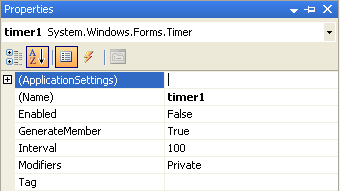 Properties
timer1 System.Windows.Forms.Timer
(ApplicationSettings)
(Name) timer1
Enabled False
GenerateMember True
Interval 100
Modifiers Private
Tag